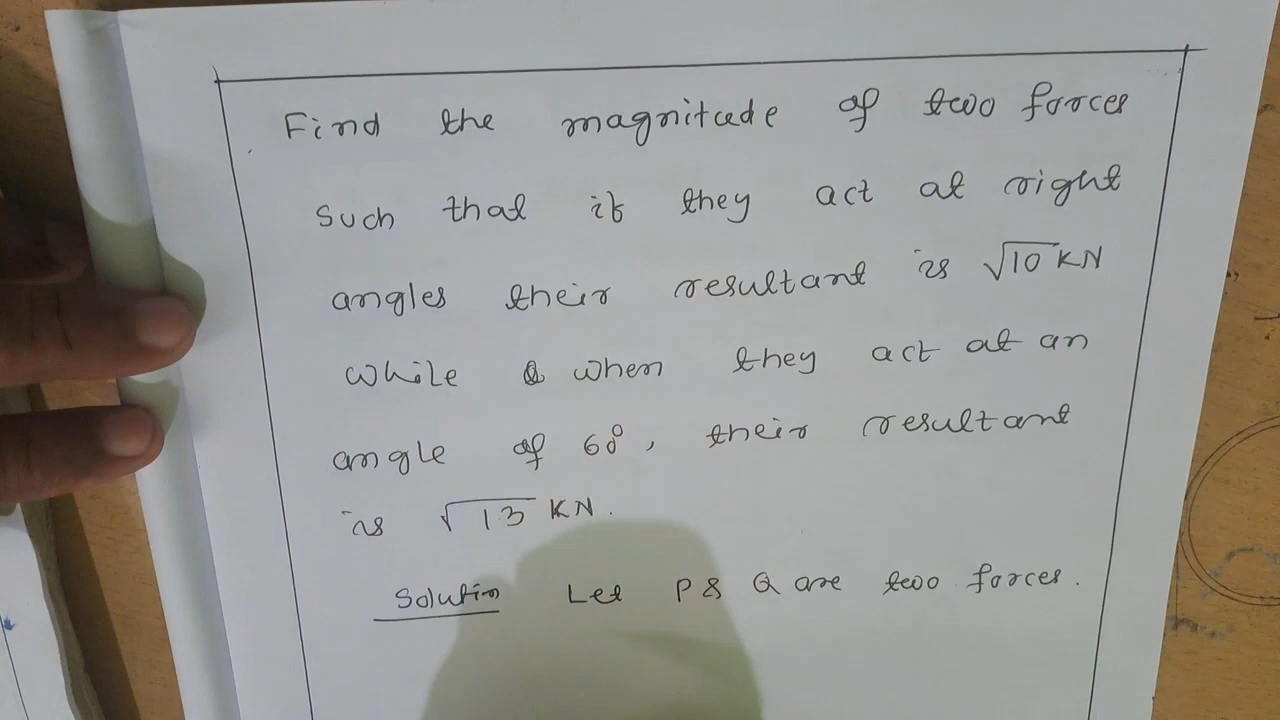 Find the magnitude of two forces
Such that if they act at right
angles their resultant is √10 KN
While & when they act at an
angle of 60°, their resultant
is √13 KN.
Solution Let P & Q are two forces.